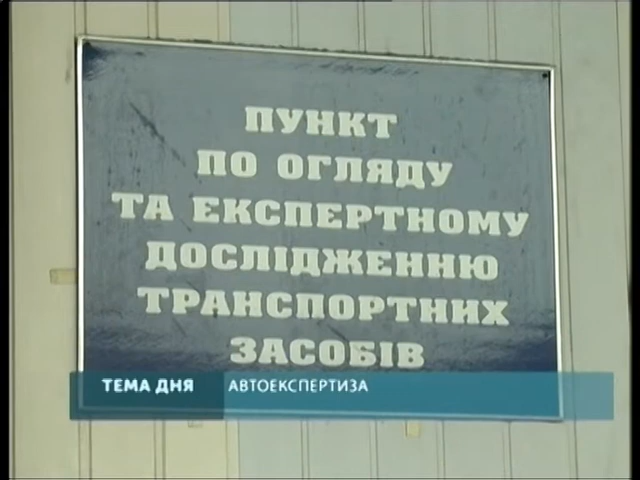 ПУНКТ
ПО ОГЛЯДУ
ТА ЕКСПЕРТНОМУ
ДОСЛІДЖЕННЮ
ТРАНСПОРТНИХ
ЗАСОБІВ
ТЕМА ДНЯ АВТОЕКСПЕРТИЗА